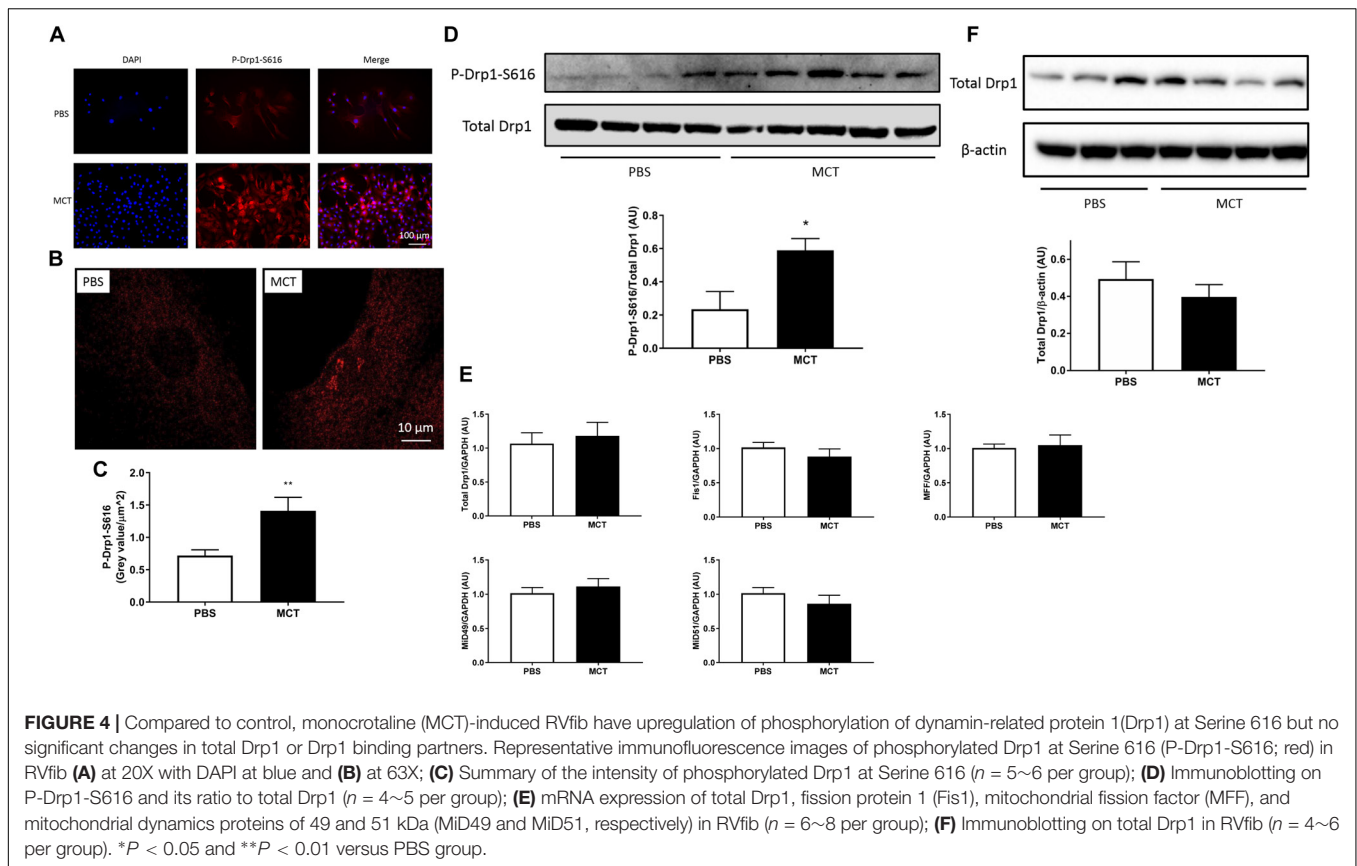 A
DAPI P-Drp1-S616 Merge
PBS
MCT
100 µm
B
PBS MCT
10 µm
C
P-Drp1-S616
(Grey value/µm^2)
2.0
1.5
1.0
0.5
0.0
**
PBS MCT
D
P-Drp1-S616
Total Drp1
PBS MCT
P-Drp1-S616/Total Drp1 (AU)
0.8
0.6
0.4
0.2
0.0
*
PBS MCT
F
Total Drp1
β-actin
PBS MCT
Total Drp1/β-actin (AU)
0.6
0.4
0.2
0.0
PBS MCT
E
Total Drp1/GAPDH (AU)
1.5
1.0
0.5
0.0
PBS MCT
Fis1/GAPDH (AU)
1.5
1.0
0.5
0.0
PBS MCT
MFF/GAPDH (AU)
1.5
1.0
0.5
0.0
PBS MCT
MiD49/GAPDH (AU)
1.5
1.0
0.5
0.0
PBS MCT
MiD51/GAPDH (AU)
1.5
1.0
0.5
0.0
PBS MCT
FIGURE 4 | Compared to control, monocrotaline (MCT)-induced RVfib have upregulation of phosphorylation of dynamin-related protein 1(Drp1) at Serine 616 but no
significant changes in total Drp1 or Drp1 binding partners. Representative immunofluorescence images of phosphorylated Drp1 at Serine 616 (P-Drp1-S616; red) in
RVfib (A) at 20X with DAPI at blue and (B) at 63X; (C) Summary of the intensity of phosphorylated Drp1 at Serine 616 (n = 5~6 per group); (D) Immunoblotting on
P-Drp1-S616 and its ratio to total Drp1 (n = 4~5 per group); (E) mRNA expression of total Drp1, fission protein 1 (Fis1), mitochondrial fission factor (MFF), and
mitochondrial dynamics proteins of 49 and 51 kDa (MiD49 and MiD51, respectively) in RVfib (n = 6~8 per group); (F) Immunoblotting on total Drp1 in RVfib (n = 4~6
per group). *P < 0.05 and **P < 0.01 versus PBS group.